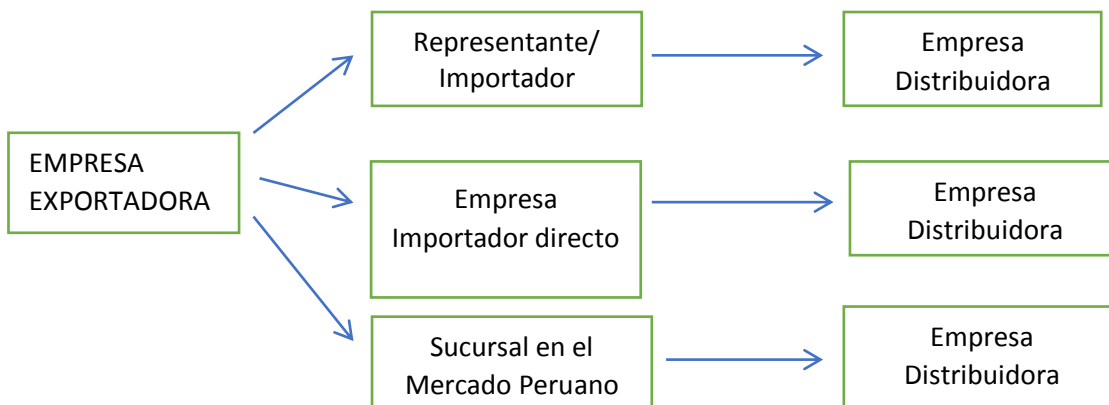 Representante/
Importador
Empresa
Distribuidora
EMPRESA
EXPORTADORA
Empresa
Importador directo
Empresa
Distribuidora
Sucursal en el
Mercado Peruano
Empresa
Distribuidora